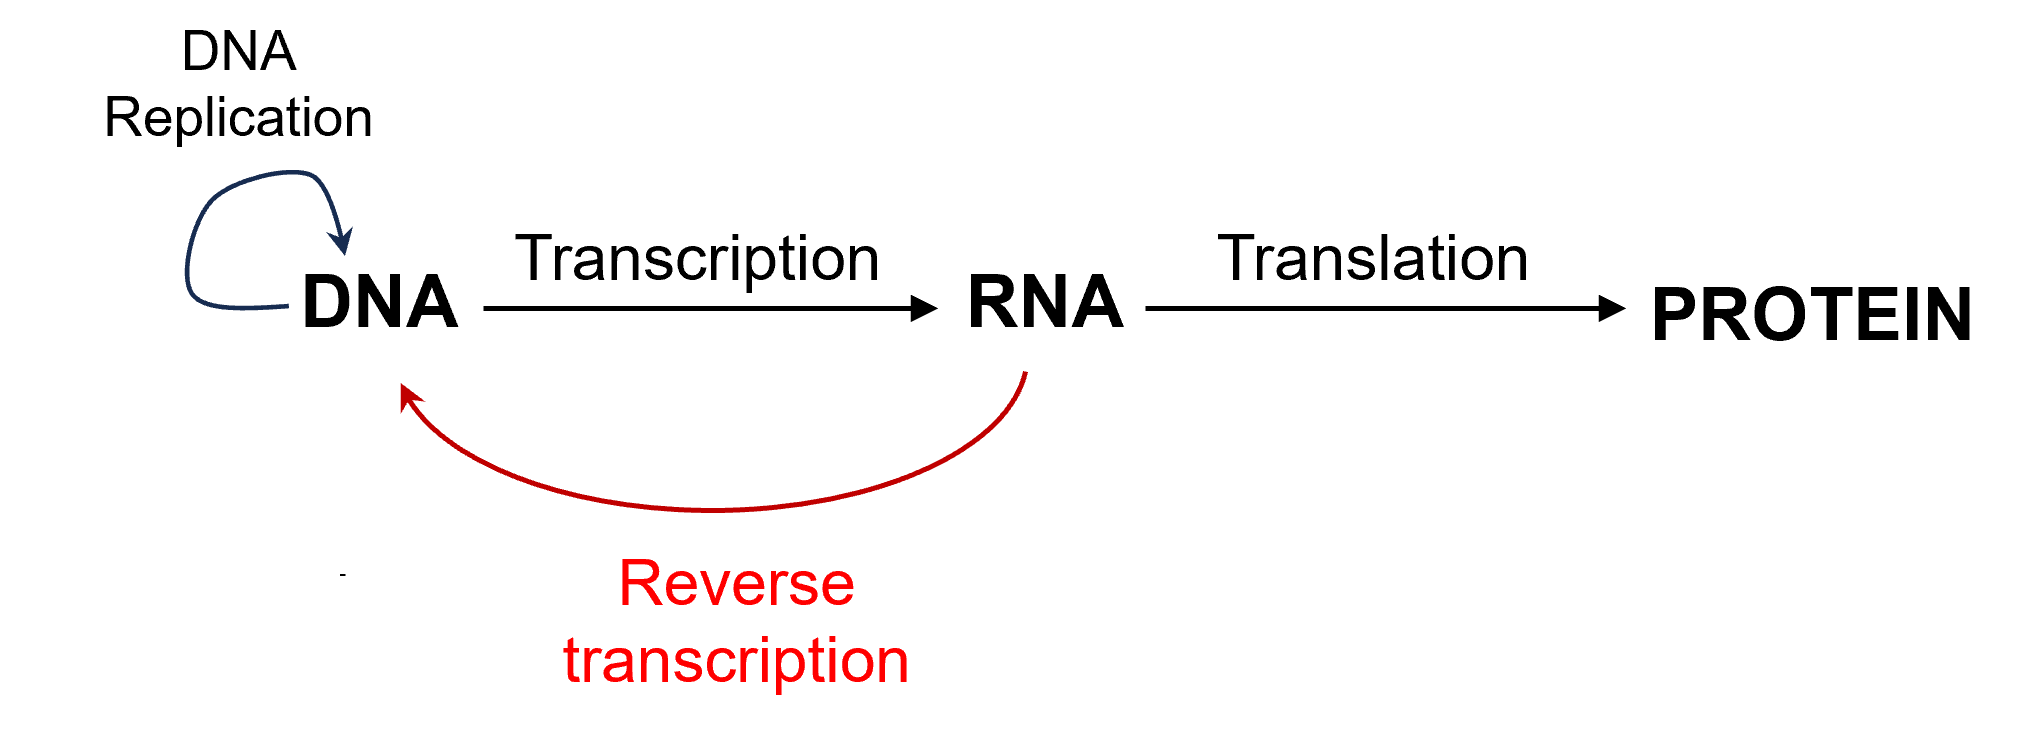 DNA
Replication
Transcription
Translation
DNA
RNA
PROTEIN
-
Reverse
transcription